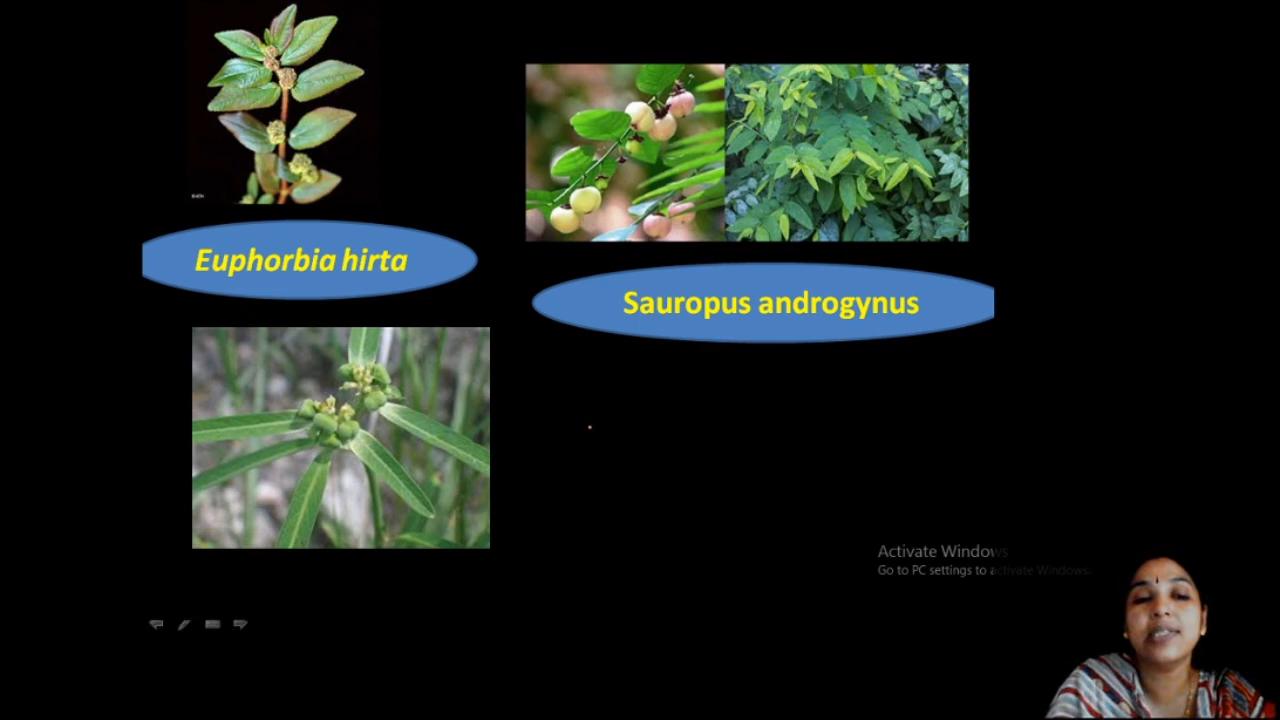 Euphorbia hirta
Sauropus androgynus
Activate Windows
Go to PC settings to activate Windows.